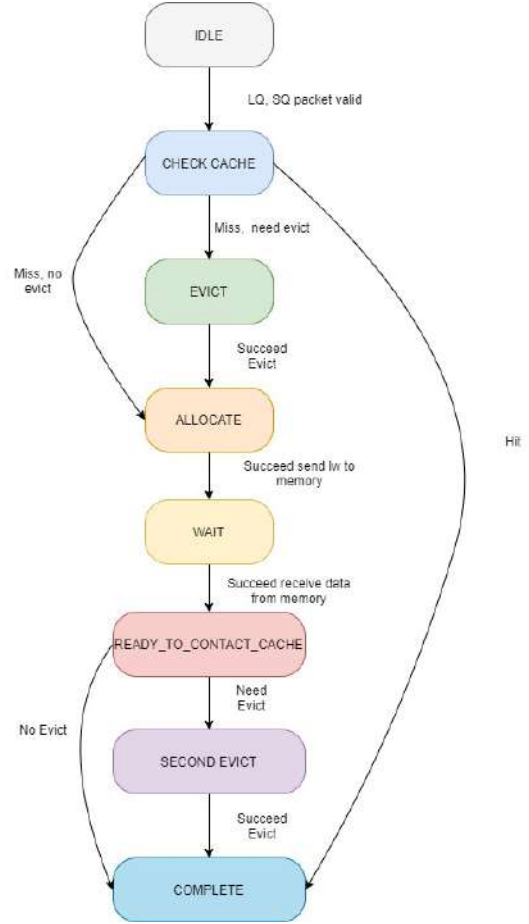 IDLE
LQ, SQ packet valid
CHECK CACHE
Miss, need evict
Miss, no
evict
EVICT
Succeed
Evict
ALLOCATE
Hit
Succeed send lw to
memory
WAIT
Succeed receive data
from memory
READY_TO_CONTACT_CACHE
Need
Evict
No Evict
SECOND EVICT
Succeed
Evict
COMPLETE